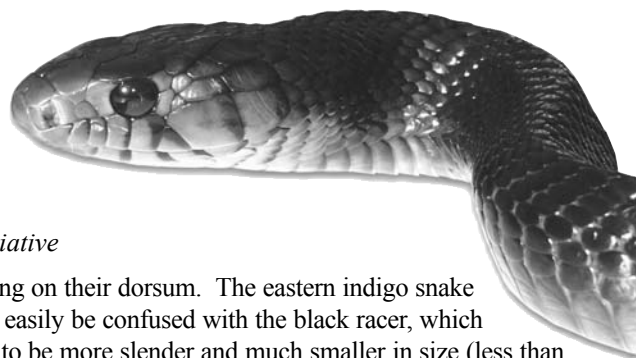 iative
ng on their dorsum. The eastern indigo snake
easily be confused with the black racer, which
to be more slender and much smaller in size (less than